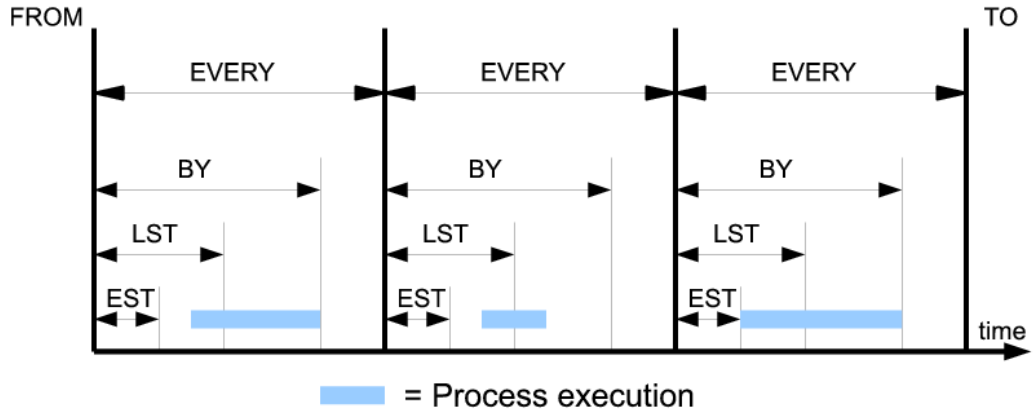 FROM TO
EVERY EVERY EVERY
BY BY BY
LST LST LST
EST EST EST
time
= Process execution